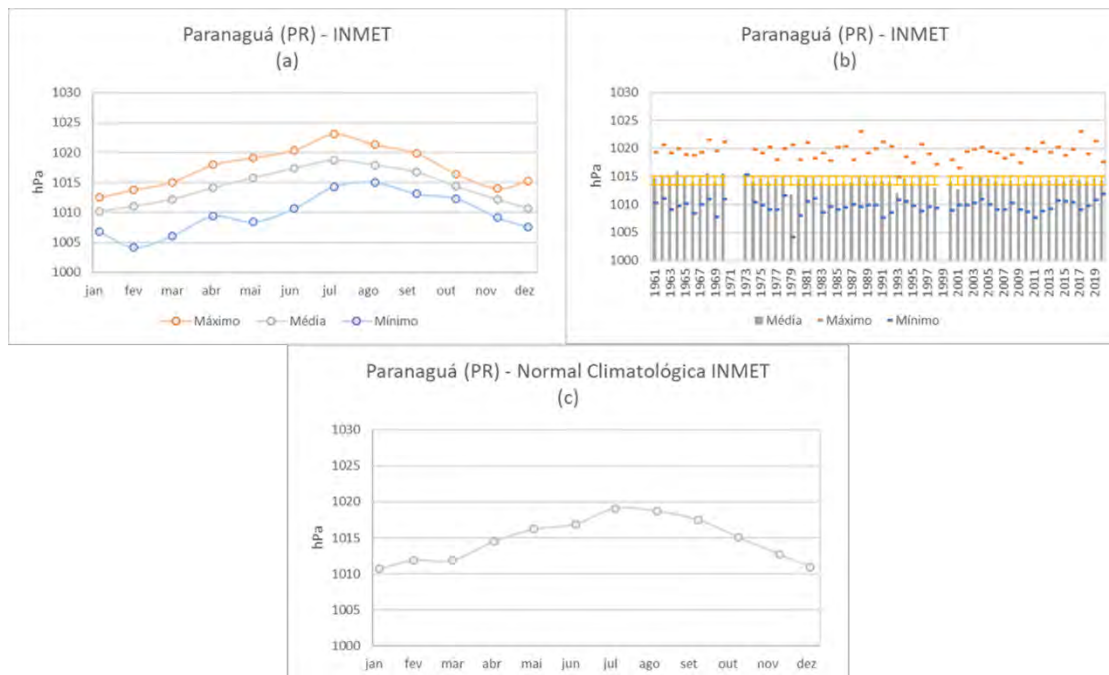 Paranaguá (PR) - INMET
(a)
hPa
1030
1025
1020
1015
1010
1005
1000
jan fev mar abr mai jun jul ago set out nov dez
Máximo Média Mínimo
Paranaguá (PR) - INMET
(b)
hPa
1030
1025
1020
1015
1010
1005
1000
1961 1963 1965 1967 1969 1971 1973 1975 1977 1979 1981 1983 1985 1987 1989 1991 1993 1995 1997 1999 2001 2003 2005 2007 2009 2011 2013 2015 2017 2019
Média Máximo Mínimo
Paranaguá (PR) - Normal Climatológica INMET
(c)
hPa
1030
1025
1020
1015
1010
1005
1000
jan fev mar abr mai jun jul ago set out nov dez